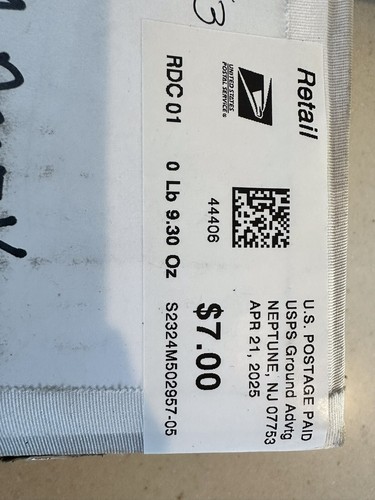 Retail
UNITED STATES
POSTAL SERVICE®
U.S. POSTAGE PAID
USPS Ground Advtg
NEPTUNE, NJ 07753
APR 21, 2025
44406
$7.00
RDC 01
0 Lb 9.30 Oz
S2324M502957-05